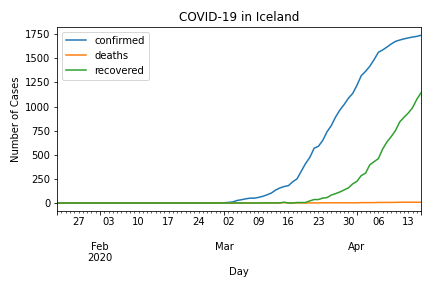 COVID-19 in Iceland
1750
1500
1250
1000
750
500
250
0
Number of Cases
confirmed
deaths
recovered
27 03 10 17 24 02 09 16 23 30 06 13
Feb Mar Apr
2020
Day